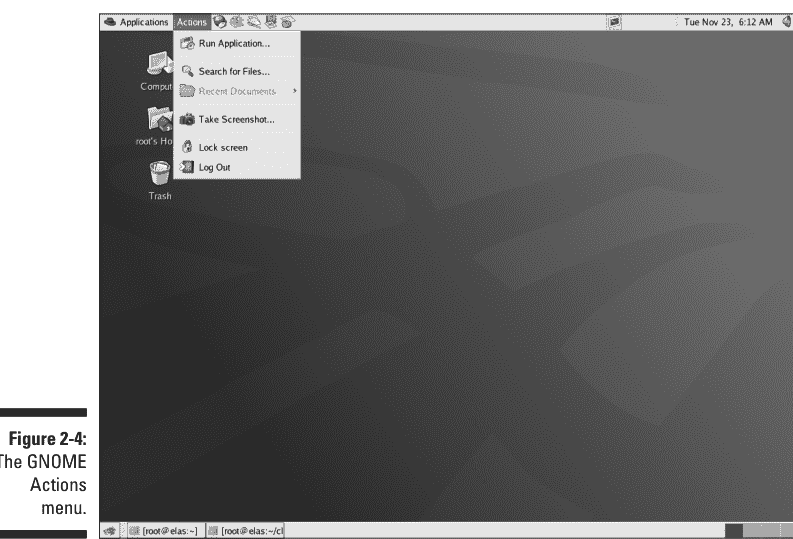 Applications Actions Tue Nov 23, 6:12 AM
Run Application...
Search for Files...
Recent Documents
Take Screenshot...
Lock screen
Log Out
Comput
root's Ho
Trash
Figure 2-4:
The GNOME
Actions
menu.
[root@elas:~] [root@elas:~/cl